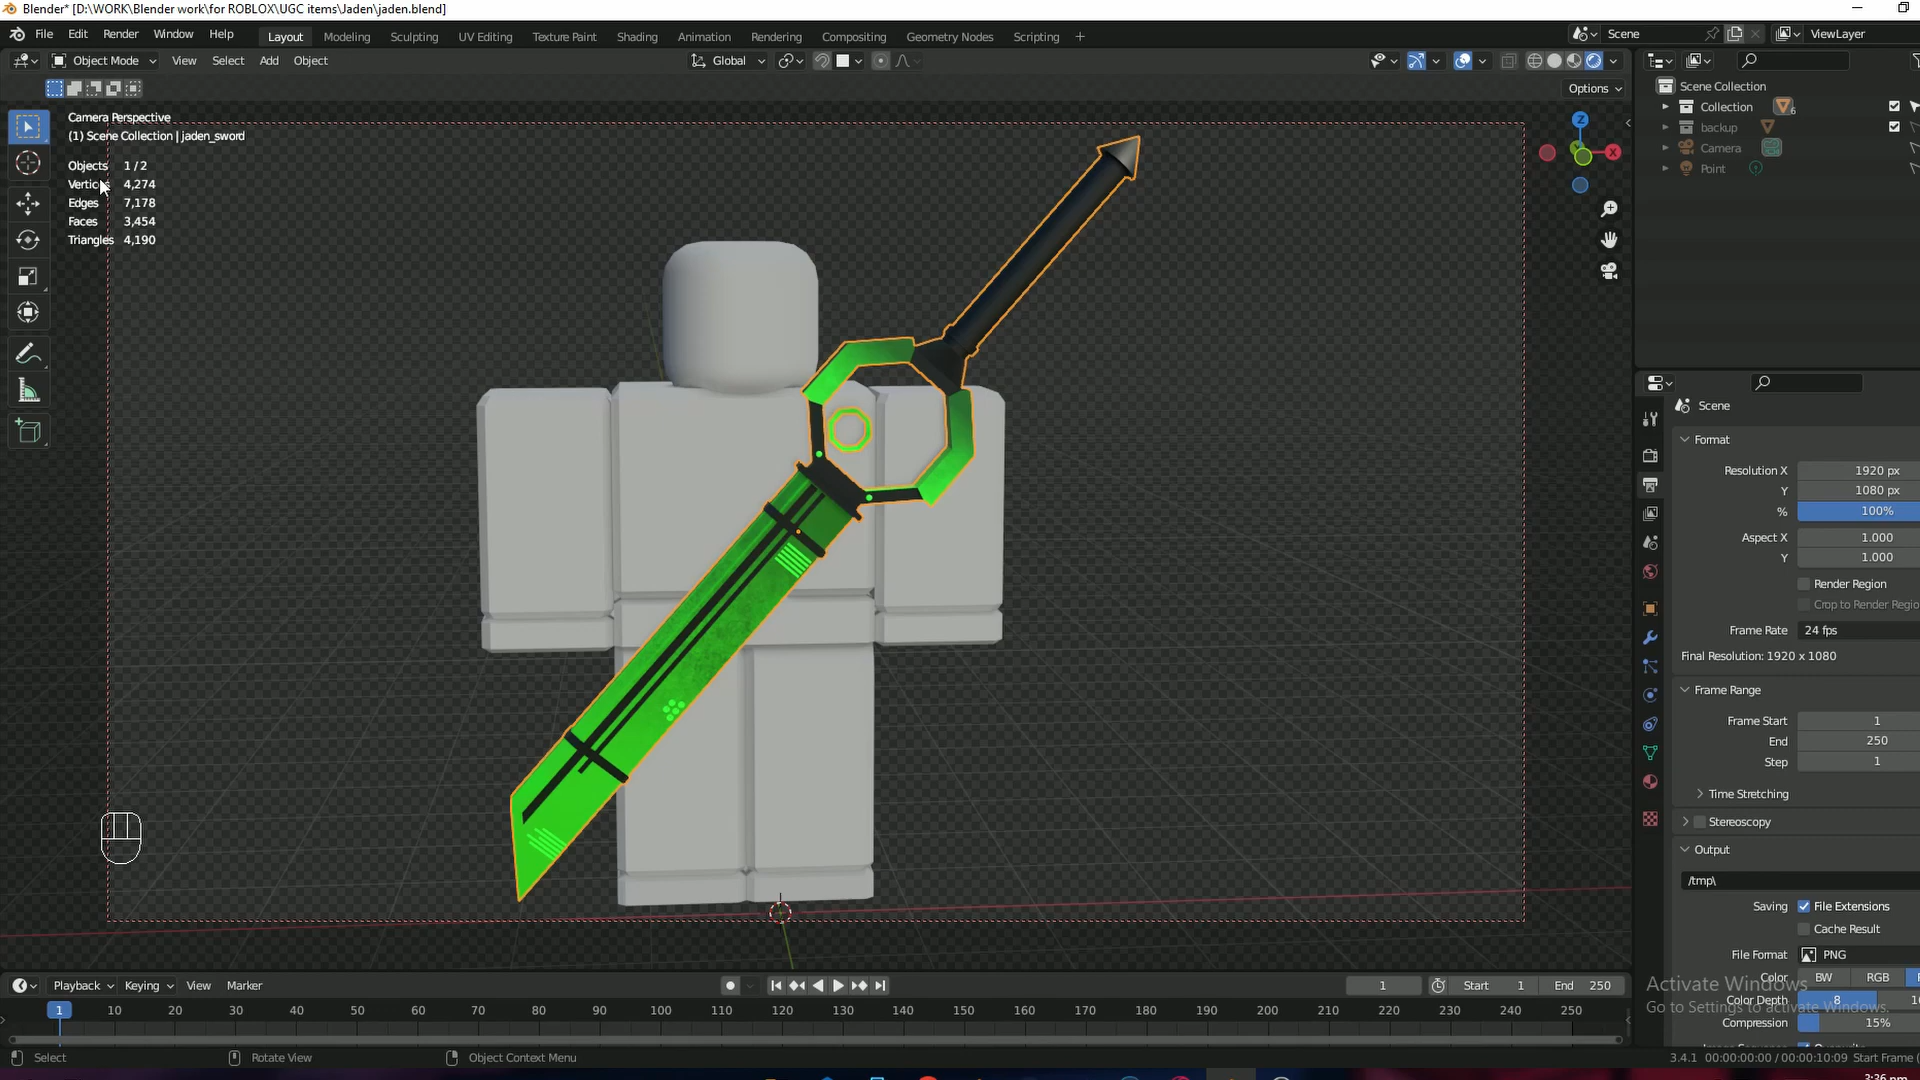 Blender* [D:\WORK\Blender work\for ROBLOX\UGC items\Jaden\jaden.blend]
File Edit Render Window Help
Layout Modeling Sculpting UV Editing Texture Paint Shading Animation Rendering Compositing Geometry Nodes Scripting +
Scene ViewLayer
Object Mode View Select Add Object
Global
Options
Camera Perspective
(1) Scene Collection | jaden_sword
Objects 1 / 2
Vertic 4,274
Edges 7,178
Faces 3,454
Triangles 4,190
Z
X
Scene Collection
Collection 6
backup
Camera
Point
Scene
Format
Resolution X 1920 px
Y 1080 px
% 100%
Aspect X 1.000
Y 1.000
Render Region
Crop to Render Regio
Frame Rate 24 fps
Final Resolution: 1920 x 1080
Frame Range
Frame Start 1
End 250
Step 1
Time Stretching
Stereoscopy
Output
/tmp\
Saving File Extensions
Cache Result
File Format PNG
Color BW RGB
Color Depth 8
Compression 15%
Activate Windows
Go to Settings to activate Windows.
Playback Keying View Marker
1 Start 1 End 250
1 10 20 30 40 50 60 70 80 90 100 110 120 130 140 150 160 170 180 190 200 210 220 230 240 250
Select Rotate View Object Context Menu
3.4.1 00:00:00:00 / 00:00:10:09 Start Frame (